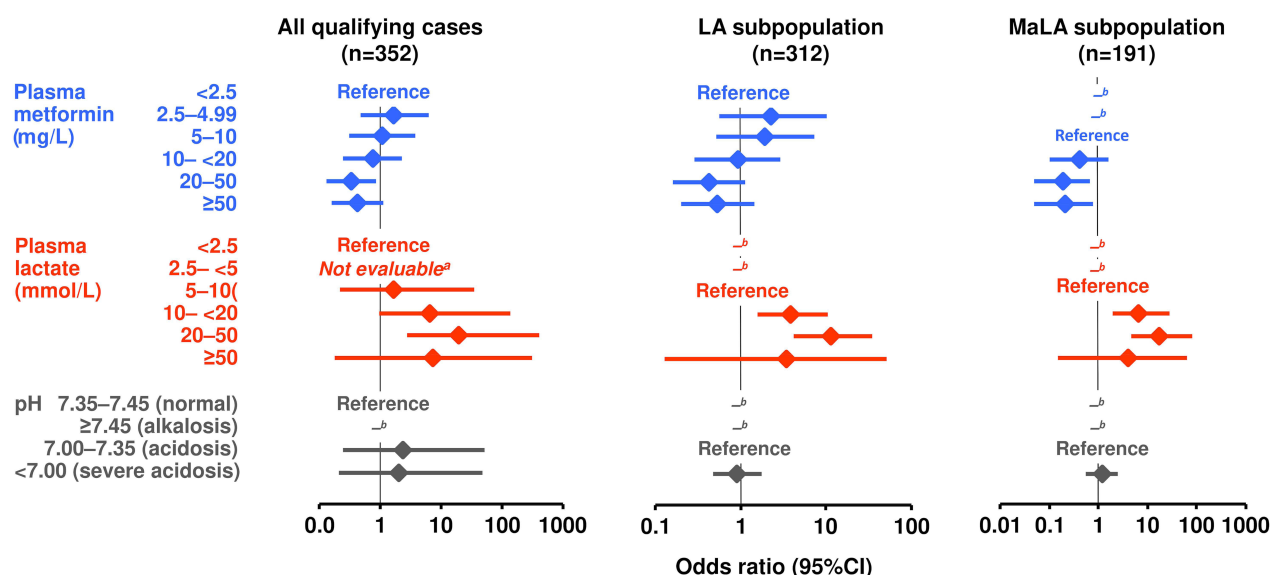 All qualifying cases
(n=352)
LA subpopulation
(n=312)
MaLA subpopulation
(n=191)
Plasma <2.5 Reference Reference _b
metformin 2.5–4.99 _b
(mg/L) 5–10 Reference
10– <20
20–50
≥50
Plasma <2.5 Reference _b _b
lactate 2.5– <5 Not evaluable a _b _b
(mmol/L) 5–10( Reference Reference
10– <20
20–50
≥50
pH 7.35–7.45 (normal) Reference _b _b
≥7.45 (alkalosis) _b _b _b
7.00–7.35 (acidosis) Reference Reference
<7.00 (severe acidosis)
0.0 1 10 100 1000 0.1 1 10 100 0.01 0.1 1 10 100 1000
Odds ratio (95%CI)